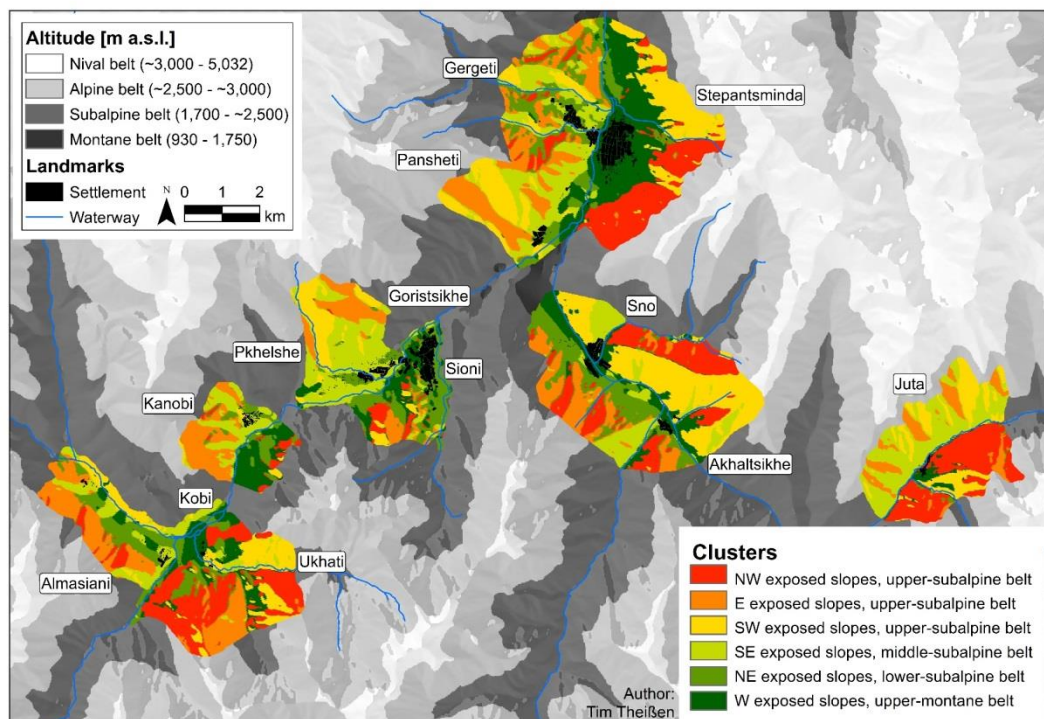 Altitude [m a.s.l.]
Nival belt (~3,000 - 5,032)
Alpine belt (~2,500 - ~3,000)
Subalpine belt (1,700 - ~2,500)
Montane belt (930 - 1,750)
Landmarks
Settlement
Waterway
N
0 1 2
km
Gergeti
Stepantsminda
Pansheti
Goristsikhe
Sno
Pkhelshe
Sioni
Kanobi
Juta
Akhaltsikhe
Kobi
Ukhati
Almasiani
Clusters
NW exposed slopes, upper-subalpine belt
E exposed slopes, upper-subalpine belt
SW exposed slopes, upper-subalpine belt
SE exposed slopes, middle-subalpine belt
NE exposed slopes, lower-subalpine belt
W exposed slopes, upper-montane belt
Author:
Tim Theißen